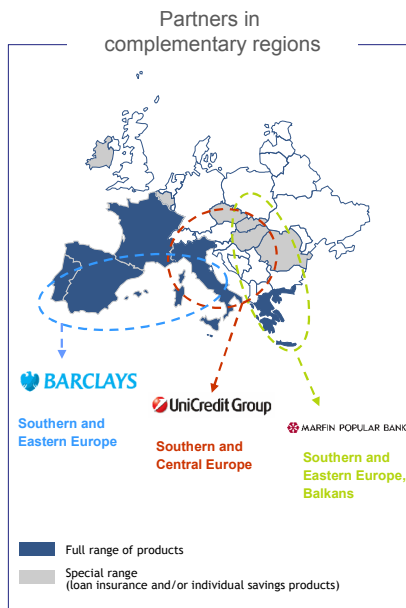 Partners in
complementary regions
BARCLAYS
Southern and
Eastern Europe
UniCredit Group
Southern and
Central Europe
MARFIN POPULAR BANK
Southern and
Eastern Europe,
Balkans
Full range of products
Special range
(loan insurance and/or individual savings products)